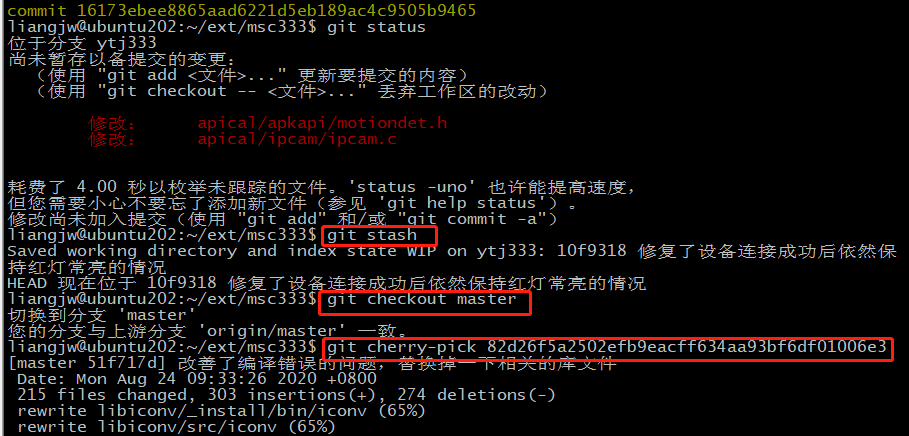 commit 16173ebee8865aad6221d5eb189ac4c9505b9465
liangjw@ubuntu202:~/ext/msc333$ git status
位于分支 ytj333
尚未暂存以备提交的变更:
（使用 "git add <文件>..." 更新要提交的内容）
（使用 "git checkout -- <文件>..." 丢弃工作区的改动）
修改:      apical/apkapi/motiondet.h
修改:      apical/ipcam/ipcam.c
耗费了 4.00 秒以枚举未跟踪的文件。'status -uno' 也许能提高速度，
但您需要小心不要忘了添加新文件（参见 'git help status'）。
修改尚未加入提交（使用 "git add" 和/或 "git commit -a"）
liangjw@ubuntu202:~/ext/msc333$ git stash
Saved working directory and index state WIP on ytj333: 10f9318 修复了设备连接成功后依然保
持红灯常亮的情况
HEAD 现在位于 10f9318 修复了设备连接成功后依然保持红灯常亮的情况
liangjw@ubuntu202:~/ext/msc333$ git checkout master
切换到分支 'master'
您的分支与上游分支 'origin/master' 一致。
liangjw@ubuntu202:~/ext/msc333$ git cherry-pick 82d26f5a2502efb9eacff634aa93bf6df01006e3
[master 51f717d] 改善了编译错误的问题，替换掉一下相关的库文件
Date: Mon Aug 24 09:33:26 2020 +0800
215 files changed, 303 insertions(+), 274 deletions(-)
rewrite libiconv/_install/bin/iconv (65%)
rewrite libiconv/src/iconv (65%)